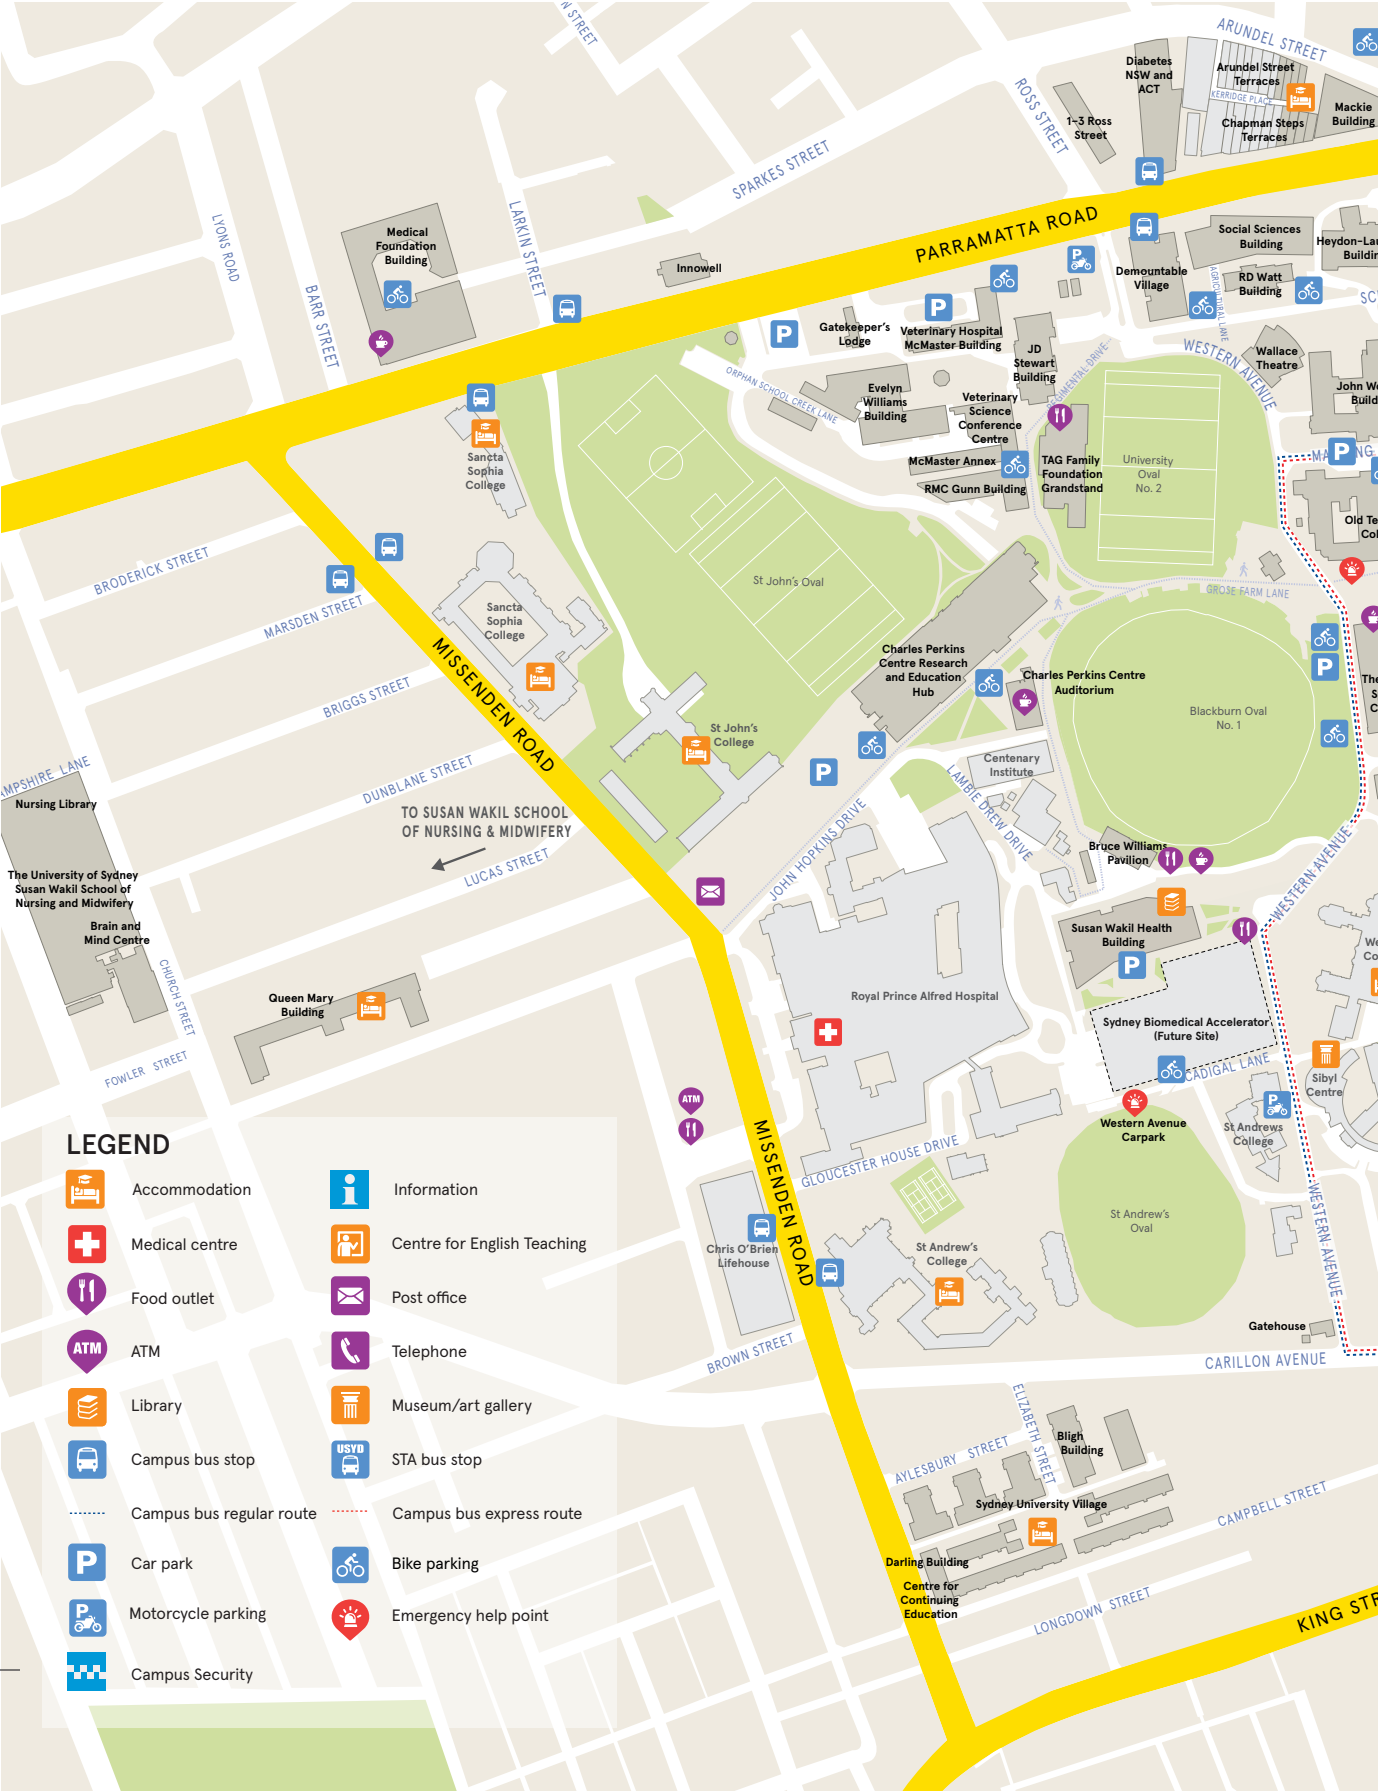 ARUNDEL STREET
Diabetes
NSW and
ACT
Arundel Street
Terraces
KERRIDGE PLACE
Chapman Steps
Terraces
Mackie
Building
ROSS STREET
1–3 Ross
Street
SPARKES STREET
PARRAMATTA ROAD
LYONS ROAD
BARR STREET
LARKIN STREET
Medical
Foundation
Building
Innowell
Social Sciences
Building
Demountable
Village
AGRICULTURAL LANE
RD Watt
Building
P
P
P
Gatekeeper's
Lodge
Veterinary Hospital
McMaster Building
JD
Stewart
Building
REGIMENTAL DRIVE
WESTERN AVENUE
Wallace
Theatre
ORPHAN SCHOOL CREEK LANE
Evelyn
Williams
Building
Veterinary
Science
Conference
Centre
McMaster Annex
RMC Gunn Building
TAG Family
Foundation
Grandstand
University
Oval
No. 2
P
Sancta
Sophia
College
BRODERICK STREET
MARSDEN STREET
St John's Oval
GROSE FARM LANE
Sancta
Sophia
College
MISSENDEN ROAD
BRIGGS STREET
Charles Perkins
Centre Research
and Education
Hub
Charles Perkins Centre
Auditorium
P
Blackburn Oval
No. 1
St John's
College
P
Centenary
Institute
LAMBIE DREW DRIVE
DUNBLANE STREET
Nursing Library
TO SUSAN WAKIL SCHOOL
OF NURSING & MIDWIFERY
JOHN HOPKINS DRIVE
LUCAS STREET
Bruce Williams
Pavilion
WESTERN AVENUE
The University of Sydney
Susan Wakil School of
Nursing and Midwifery
Brain and
Mind Centre
Susan Wakil Health
Building
P
CHURCH STREET
Queen Mary
Building
Royal Prince Alfred Hospital
Sydney Biomedical Accelerator
(Future Site)
CADIGAL LANE
FOWLER STREET
Sibyl
Centre
ATM
P
Western Avenue
Carpark
St Andrews
College
MISSENDEN ROAD
GLOUCESTER HOUSE DRIVE
WESTERN AVENUE
St Andrew's
Oval
Chris O'Brien
Lifehouse
St Andrew's
College
BROWN STREET
Gatehouse
CARILLON AVENUE
ELIZABETH STREET
AYLESBURY STREET
Bligh
Building
Sydney University Village
CAMPBELL STREET
Darling Building
Centre for
Continuing
Education
LONGDOWN STREET
LEGEND
Accommodation
Information
Medical centre
Centre for English Teaching
Food outlet
Post office
ATM
ATM
Telephone
Library
Museum/art gallery
Campus bus stop
USYD
STA bus stop
Campus bus regular route
Campus bus express route
P
Car park
Bike parking
P
Motorcycle parking
Emergency help point
Campus Security